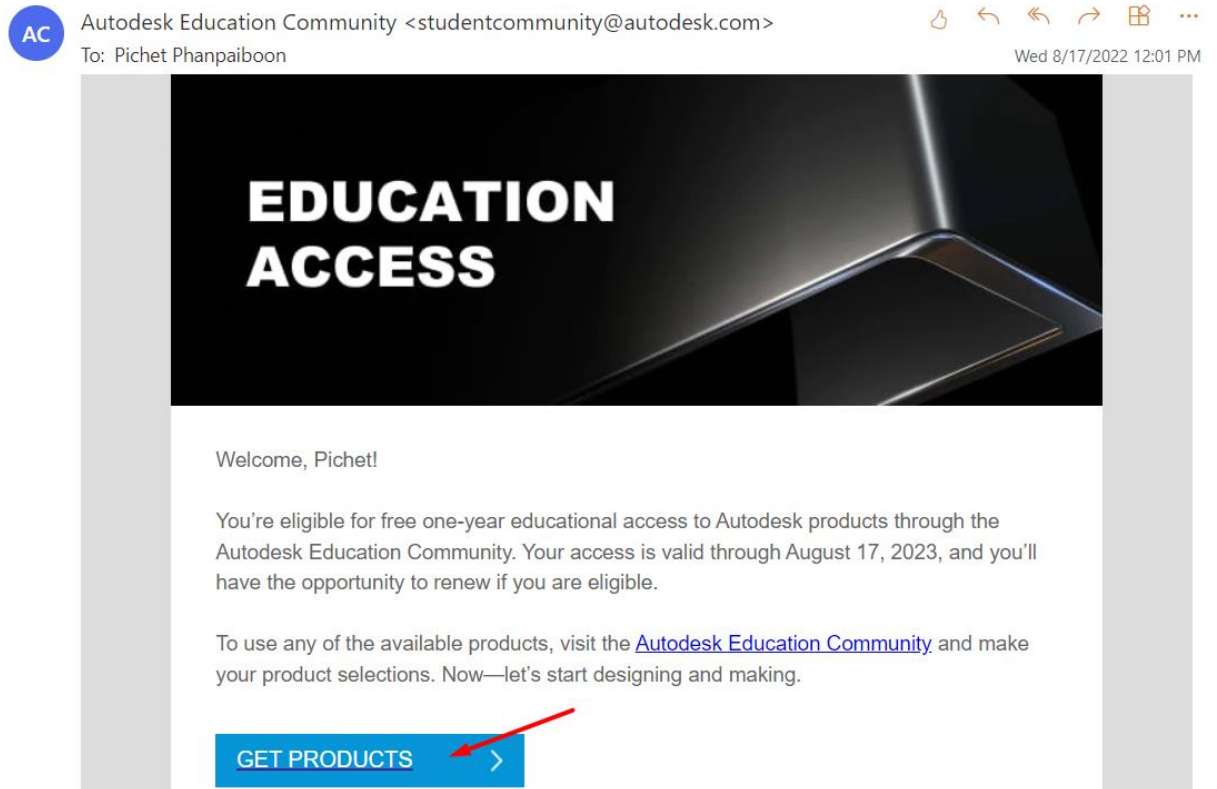 AC
Autodesk Education Community <studentcommunity@autodesk.com>
To: Pichet Phanpaiboon
Wed 8/17/2022 12:01 PM
EDUCATION
ACCESS
Welcome, Pichet!
You’re eligible for free one-year educational access to Autodesk products through the
Autodesk Education Community. Your access is valid through August 17, 2023, and you’ll
have the opportunity to renew if you are eligible.
To use any of the available products, visit the Autodesk Education Community and make
your product selections. Now—let’s start designing and making.
GET PRODUCTS